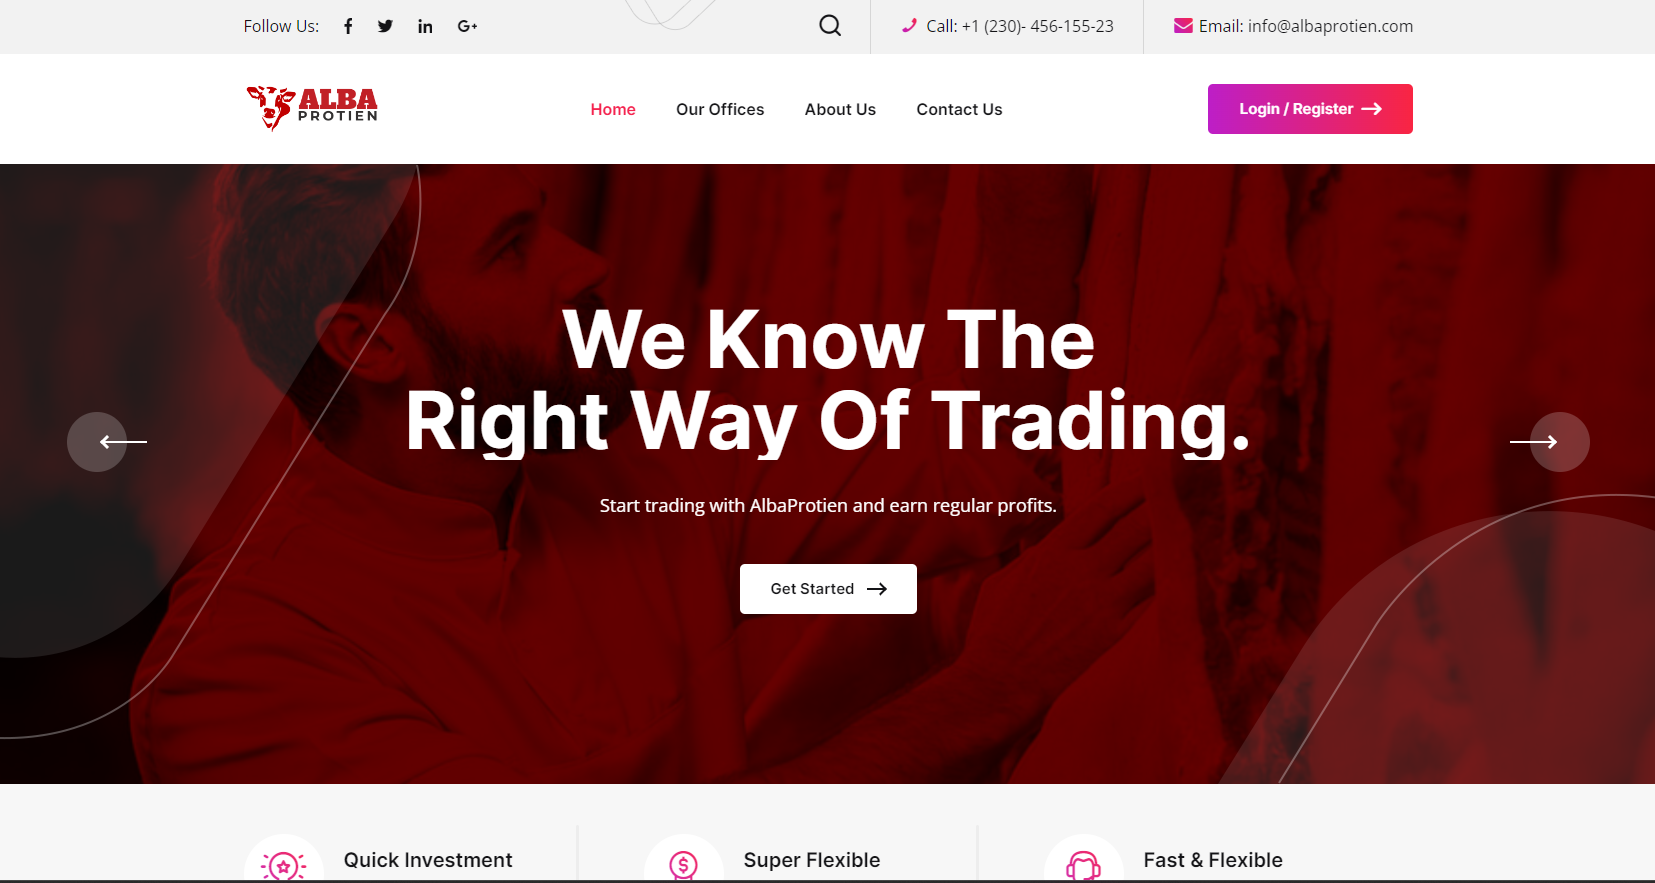 Follow Us:
Call: +1 (230)- 456-155-23
Email: info@albaprotien.com
ALBA
PROTIEN
Home
Our Offices
About Us
Contact Us
Login / Register
We Know The
Right Way Of Trading.
Start trading with AlbaProtien and earn regular profits.
Get Started
Quick Investment
Super Flexible
Fast & Flexible